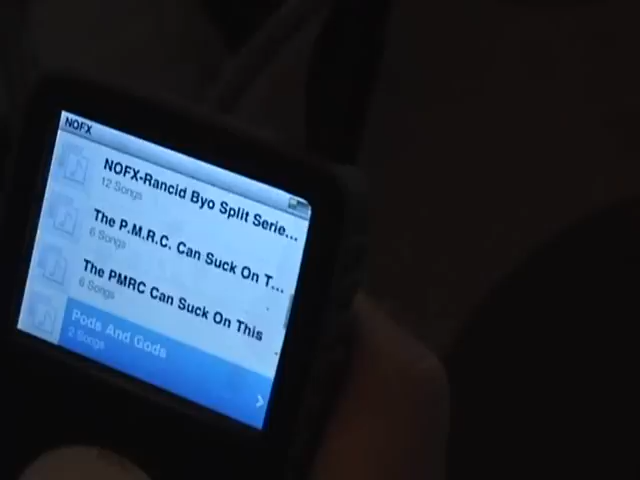 NOFX
NOFX-Rancid Byo Split Serie...
12 Songs
The P.M.R.C. Can Suck On T...
6 Songs
The PMRC Can Suck On This
6 Songs
Pods And Gods
2 Songs